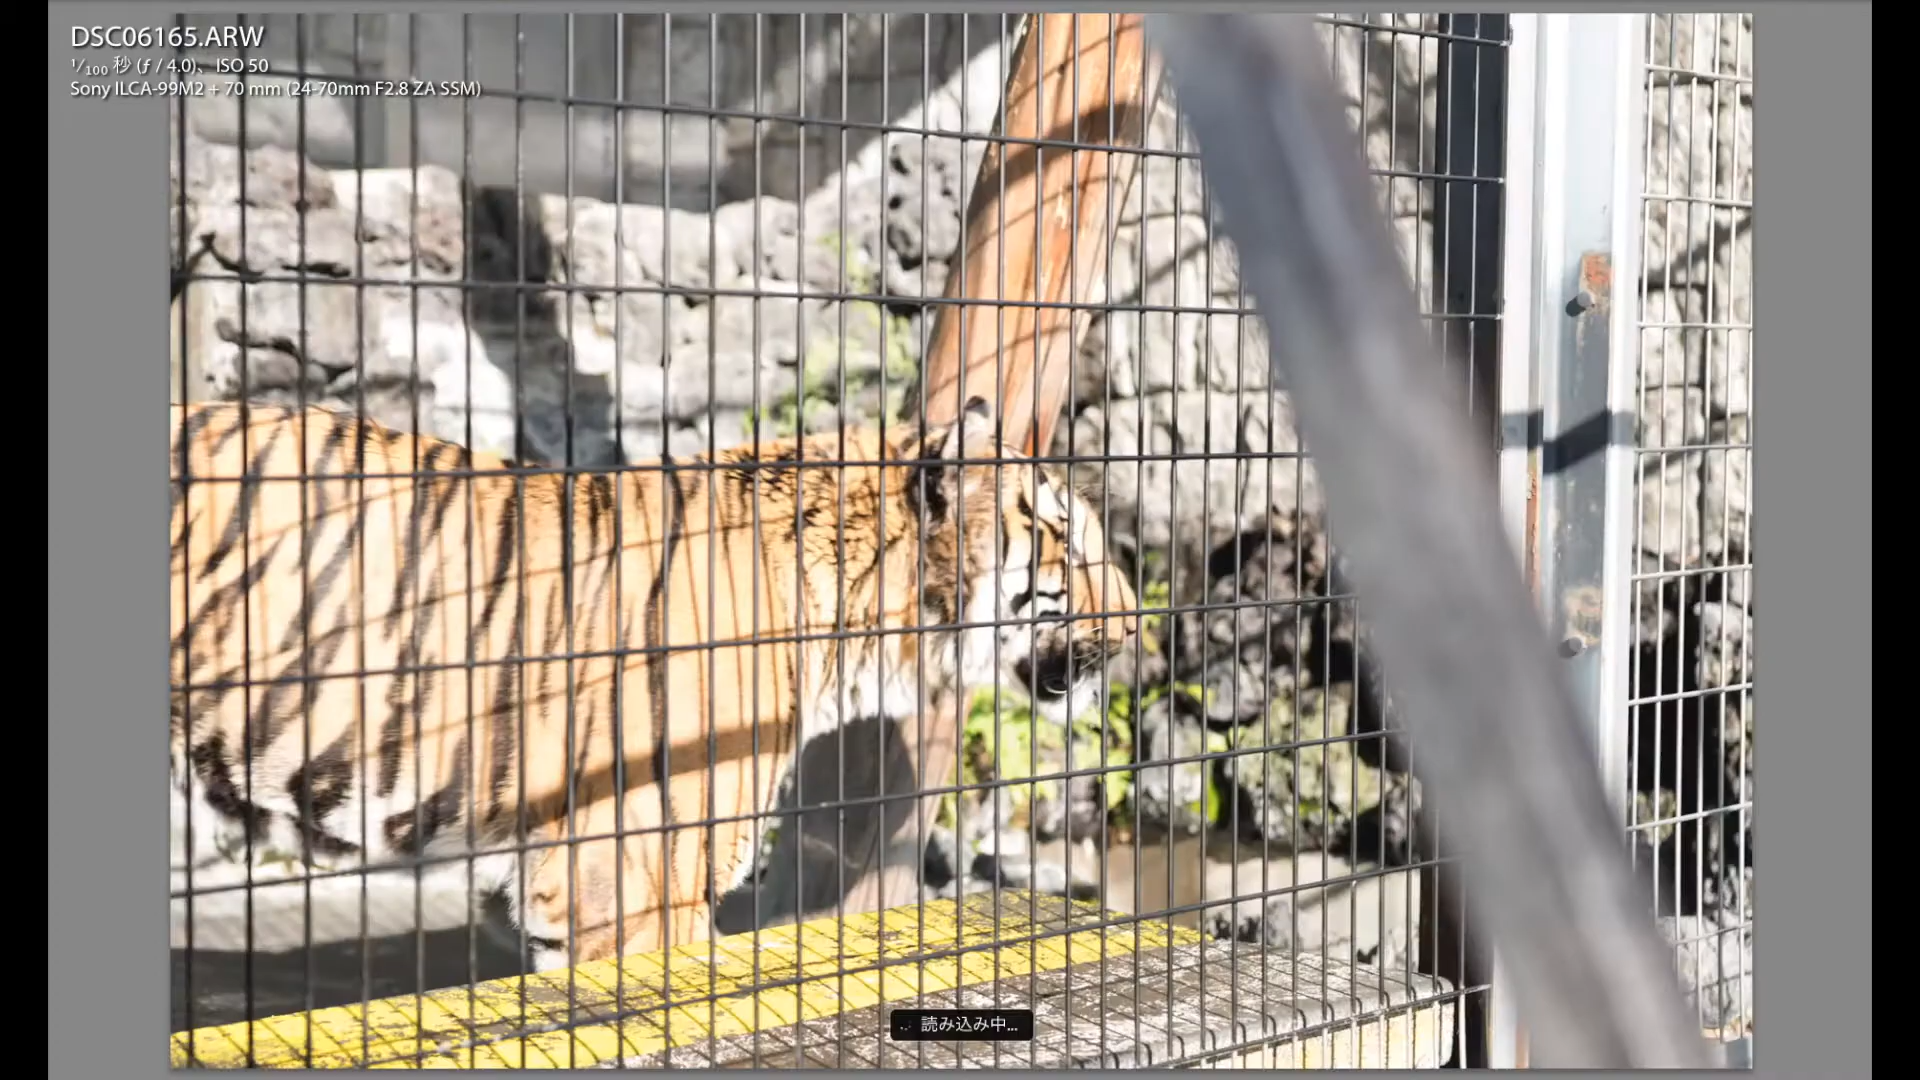 DSC06165.ARW
1/100 秒 (ƒ / 4.0)、ISO 50
Sony ILCA-99M2 + 70 mm (24-70mm F2.8 ZA SSM)
読み込み中...